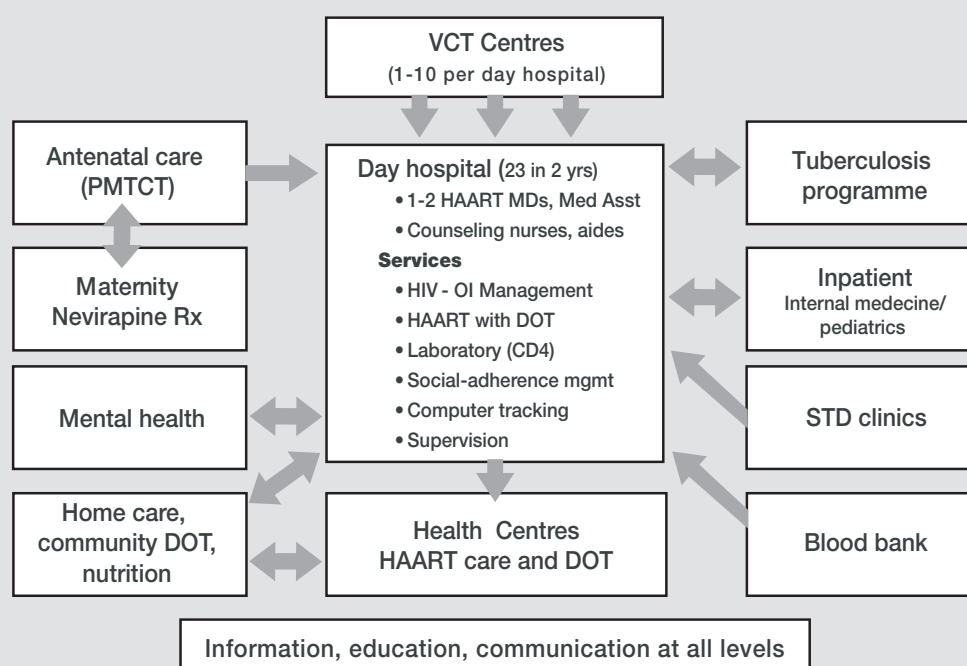 VCT Centres
(1-10 per day hospital)
Antenatal care
(PMTCT)
Maternity
Nevirapine Rx
Mental health
Home care,
community DOT,
nutrition
Day hospital (23 in 2 yrs)
• 1-2 HAART MDs, Med Asst
• Counseling nurses, aides
Services
• HIV - OI Management
• HAART with DOT
• Laboratory (CD4)
• Social-adherence mgmt
• Computer tracking
• Supervision
Health Centres
HAART care and DOT
Tuberculosis
programme
Inpatient
Internal medecine/
pediatrics
STD clinics
Blood bank
Information, education, communication at all levels